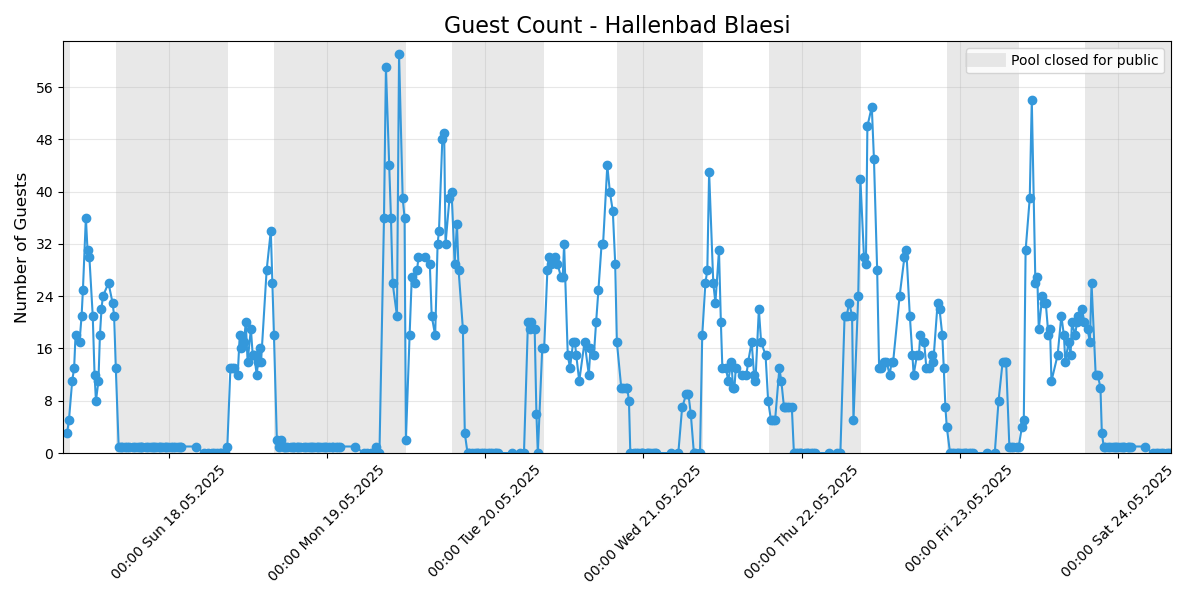 Guest Count - Hallenbad Blaesi
Pool closed for public
Number of Guests
56
48
40
32
24
16
8
0
00:00 Sun 18.05.2025
00:00 Mon 19.05.2025
00:00 Tue 20.05.2025
00:00 Wed 21.05.2025
00:00 Thu 22.05.2025
00:00 Fri 23.05.2025
00:00 Sat 24.05.2025